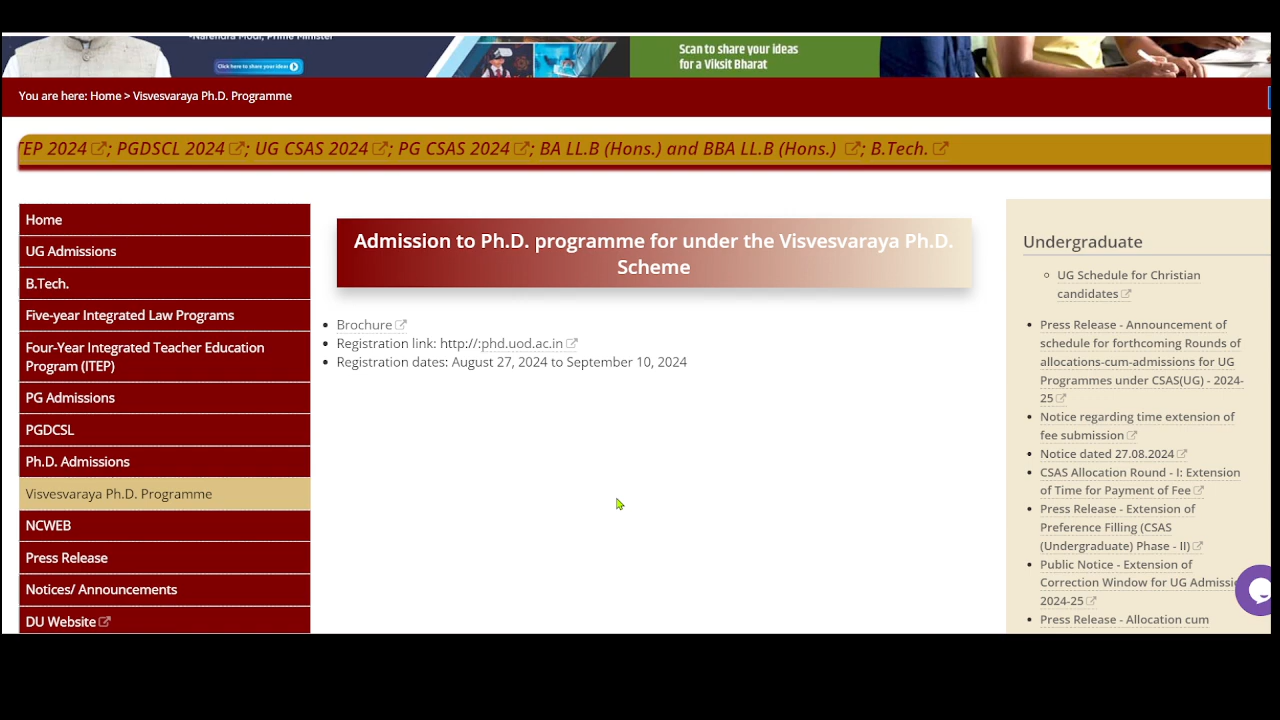 -Narendra Modi, Prime Minister
Click here to share your ideas
Scan to share your ideas
for a Viksit Bharat
You are here: Home > Visvesvaraya Ph.D. Programme
TEP 2024 ; PGDSCL 2024 ; UG CSAS 2024 ; PG CSAS 2024 ; BA LL.B (Hons.) and BBA LL.B (Hons.) ; B.Tech.
Home
UG Admissions
B.Tech.
Five-year Integrated Law Programs
Four-Year Integrated Teacher Education
Program (ITEP)
PG Admissions
PGDCSL
Ph.D. Admissions
Visvesvaraya Ph.D. Programme
NCWEB
Press Release
Notices/ Announcements
DU Website
Admission to Ph.D. programme for under the Visvesvaraya Ph.D.
Scheme
Brochure
Registration link: http://:phd.uod.ac.in
Registration dates: August 27, 2024 to September 10, 2024
Undergraduate
UG Schedule for Christian
candidates
Press Release - Announcement of
schedule for forthcoming Rounds of
allocations-cum-admissions for UG
Programmes under CSAS(UG) - 2024-
25
Notice regarding time extension of
fee submission
Notice dated 27.08.2024
CSAS Allocation Round - I: Extension
of Time for Payment of Fee
Press Release - Extension of
Preference Filling (CSAS
(Undergraduate) Phase - II)
Public Notice - Extension of
Correction Window for UG Admissio
2024-25
Press Release - Allocation cum